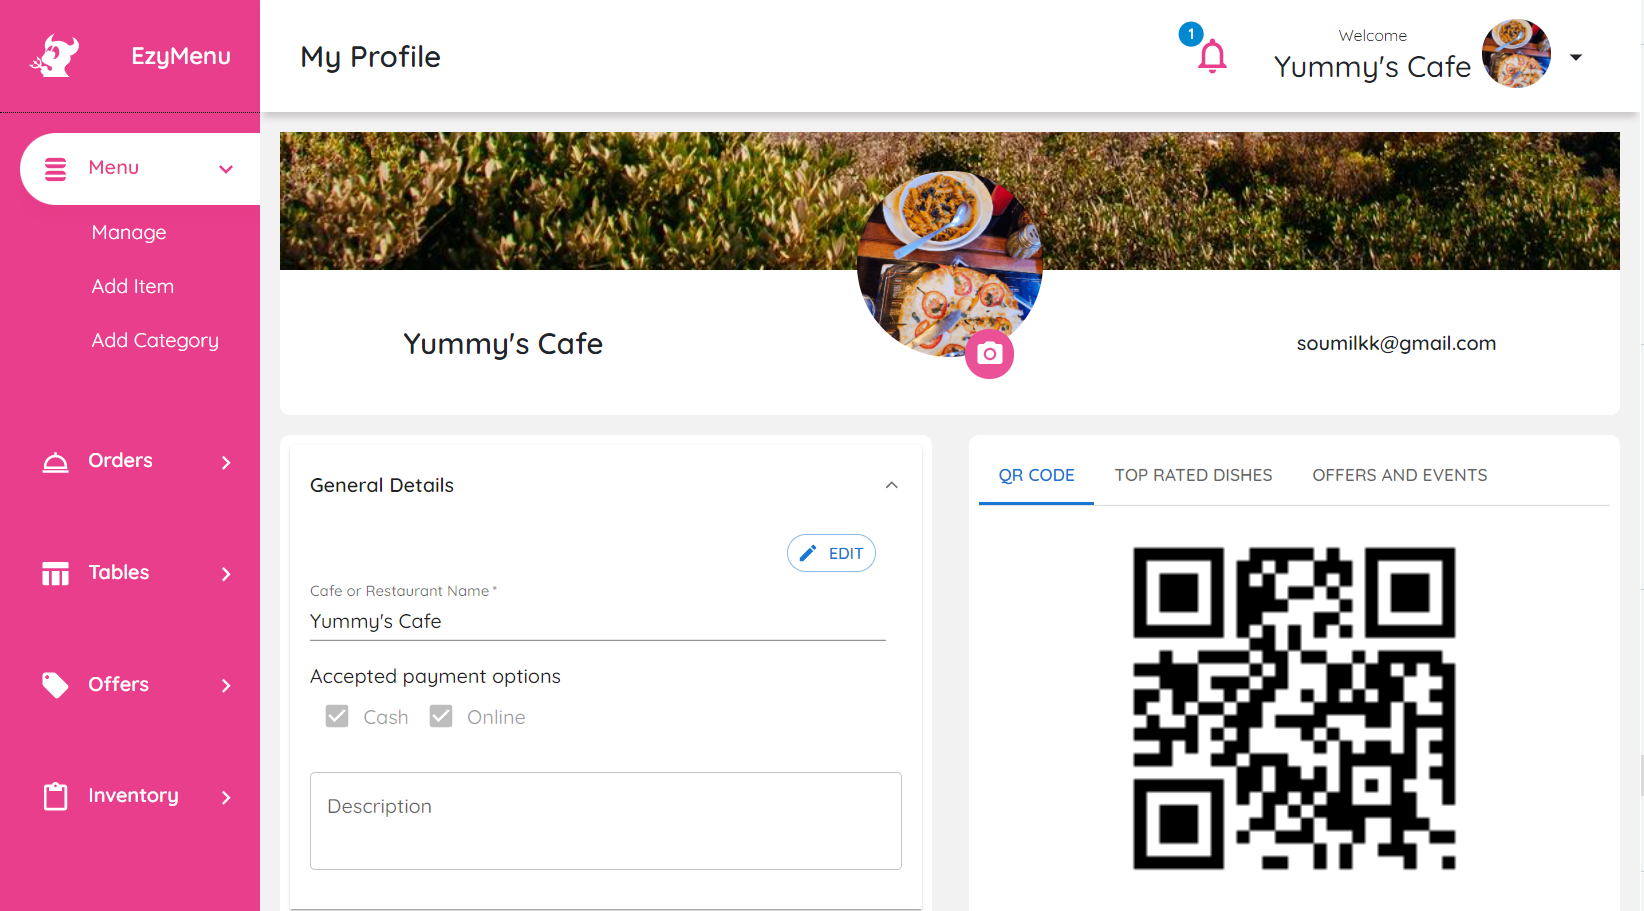 EzyMenu
My Profile
1
Welcome
Yummy's Cafe
Menu
Manage
Add Item
Add Category
Orders
Tables
Offers
Inventory
Yummy's Cafe
soumilkk@gmail.com
General Details
EDIT
Cafe or Restaurant Name *
Yummy's Cafe
Accepted payment options
Cash Online
Description
QR CODE TOP RATED DISHES OFFERS AND EVENTS